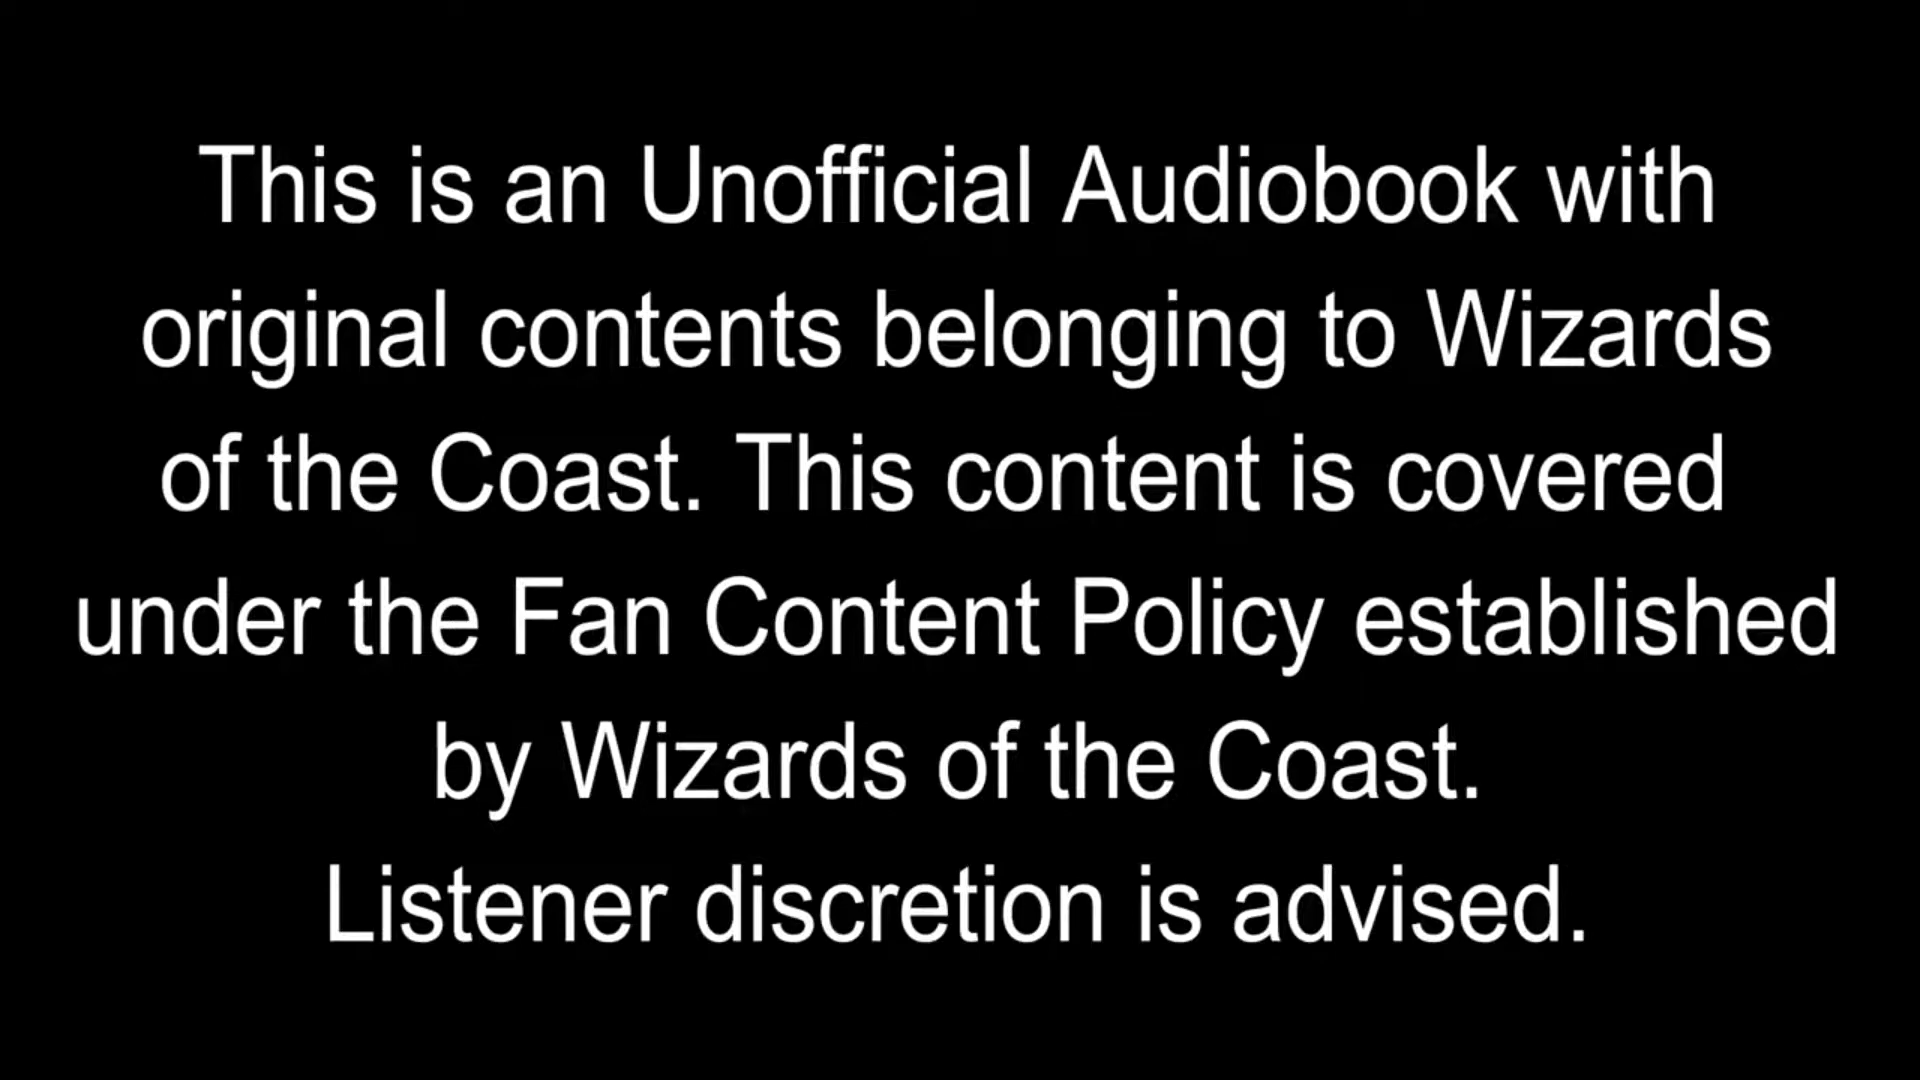 This is an Unofficial Audiobook with
original contents belonging to Wizards
of the Coast. This content is covered
under the Fan Content Policy established
by Wizards of the Coast.
Listener discretion is advised.